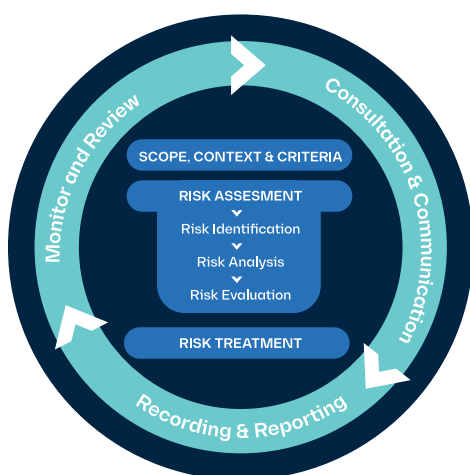 Monitor and Review
Consultation & Communication
SCOPE, CONTEXT & CRITERIA
RISK ASSESMENT
Risk Identification
Risk Analysis
Risk Evaluation
RISK TREATMENT
Recording & Reporting